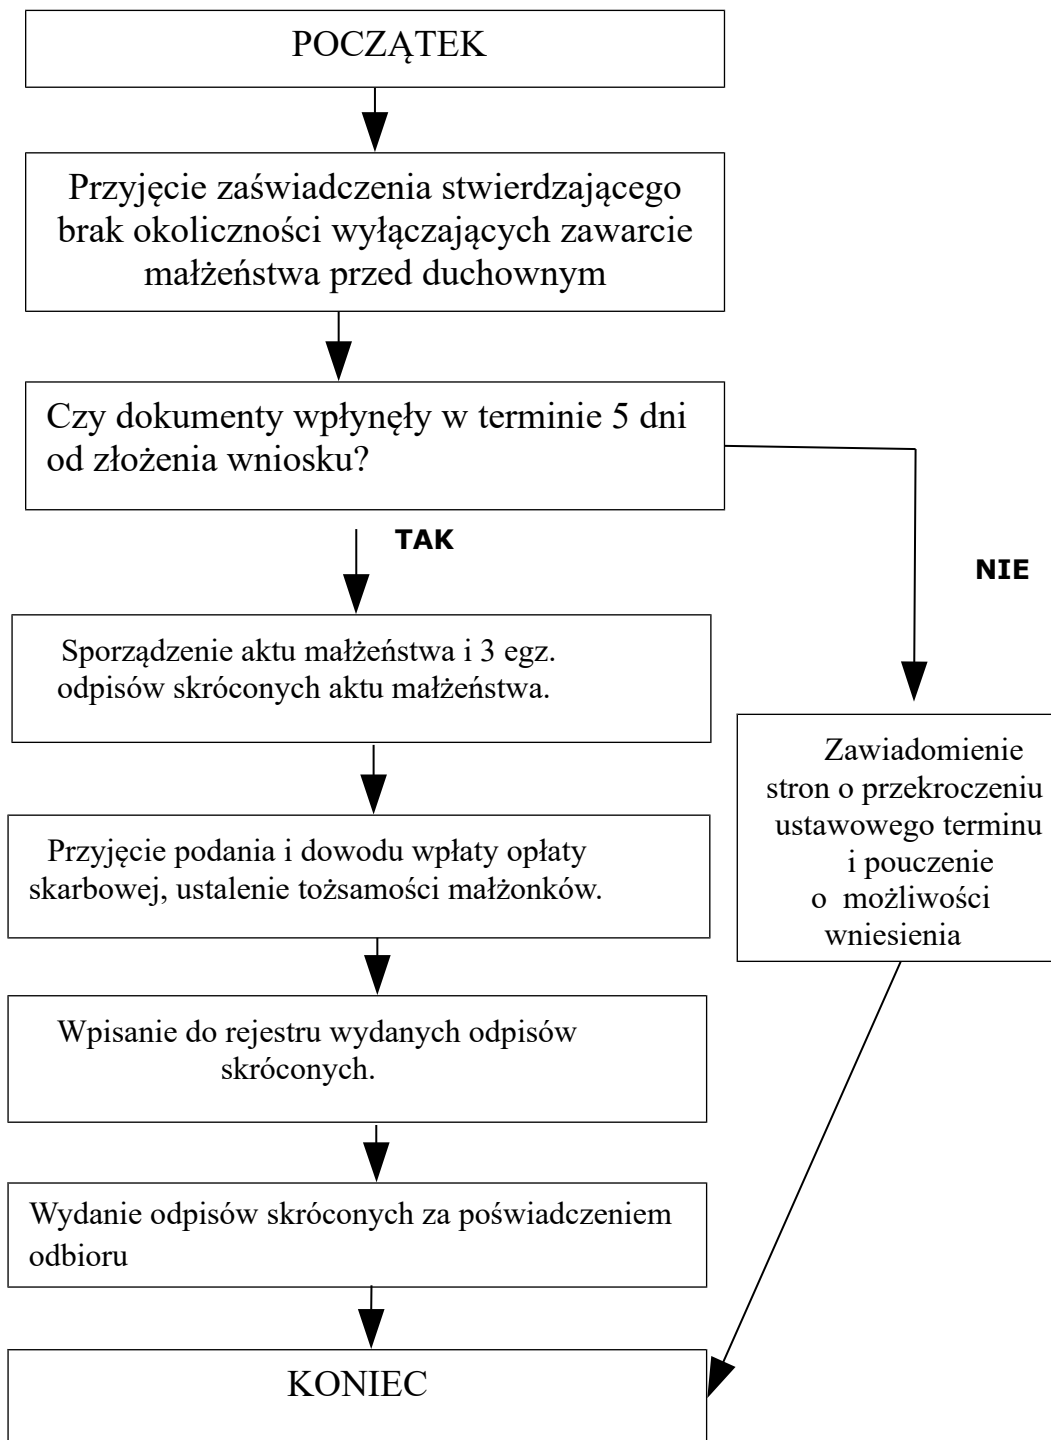 POCZĄTEK
Przyjęcie zaświadczenia stwierdzającego
brak okoliczności wyłączających zawarcie
małżeństwa przed duchownym
Czy dokumenty wpłynęły w terminie 5 dni
od złożenia wniosku?
TAK
NIE
Sporządzenie aktu małżeństwa i 3 egz.
odpisów skróconych aktu małżeństwa.
Zawiadomienie
stron o przekroczeniu
ustawowego terminu
i pouczenie
o możliwości
wniesienia
Przyjęcie podania i dowodu wpłaty opłaty
skarbowej, ustalenie tożsamości małżonków.
Wpisanie do rejestru wydanych odpisów
skróconych.
Wydanie odpisów skróconych za poświadczeniem
odbioru
KONIEC